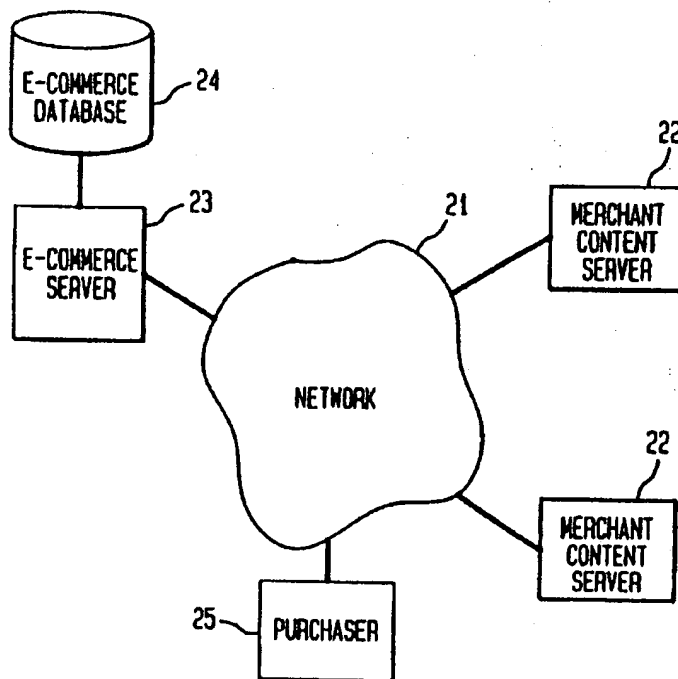 E-COMMERCE
DATABASE
24
23
E-COMMERCE
SERVER
21
22
MERCHANT
CONTENT
SERVER
NETWORK
22
MERCHANT
CONTENT
SERVER
25
PURCHASER